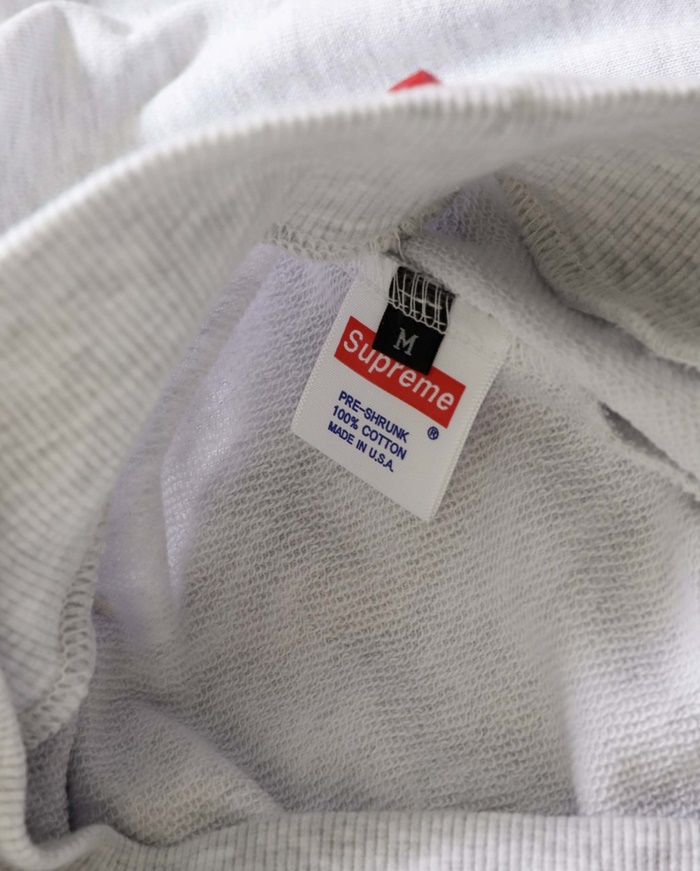 M
Supreme
®
PRE-SHRUNK
100% COTTON
MADE IN U.S.A.